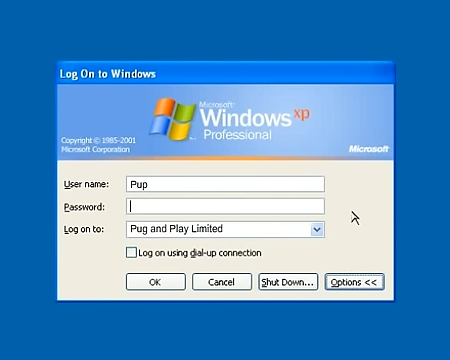 Log On to Windows
Microsoft®
Windows xp
Professional
Copyright © 1985-2001
Microsoft Corporation
Microsoft
User name: Pup
Password:
Log on to: Pug and Play Limited
Log on using dial-up connection
OK Cancel Shut Down... Options <<